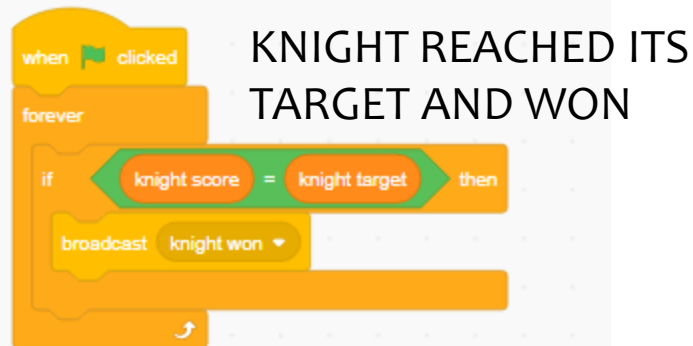 KNIGHT REACHED ITS
TARGET AND WON
when clicked
forever
if knight score = knight target then
broadcast knight won